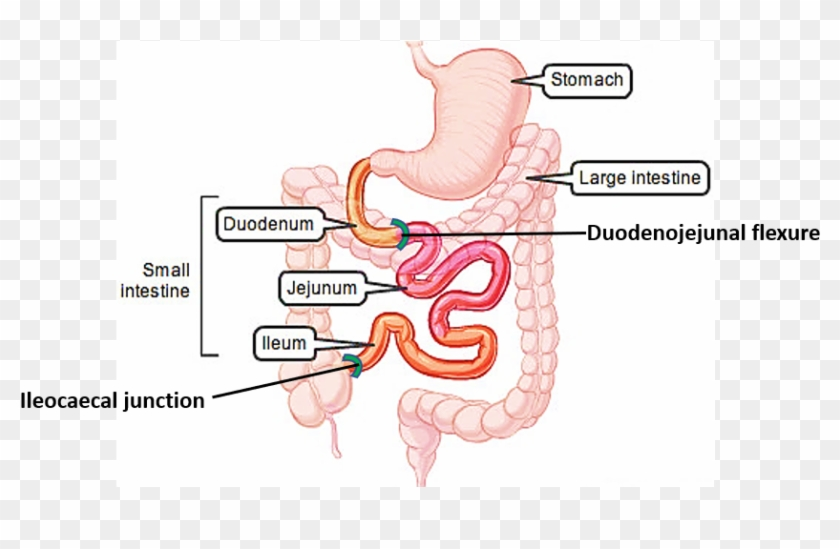 Stomach
Large intestine
Duodenum
Duodenojejunal flexure
Small
intestine
Jejunum
Ileum
Ileocaecal junction